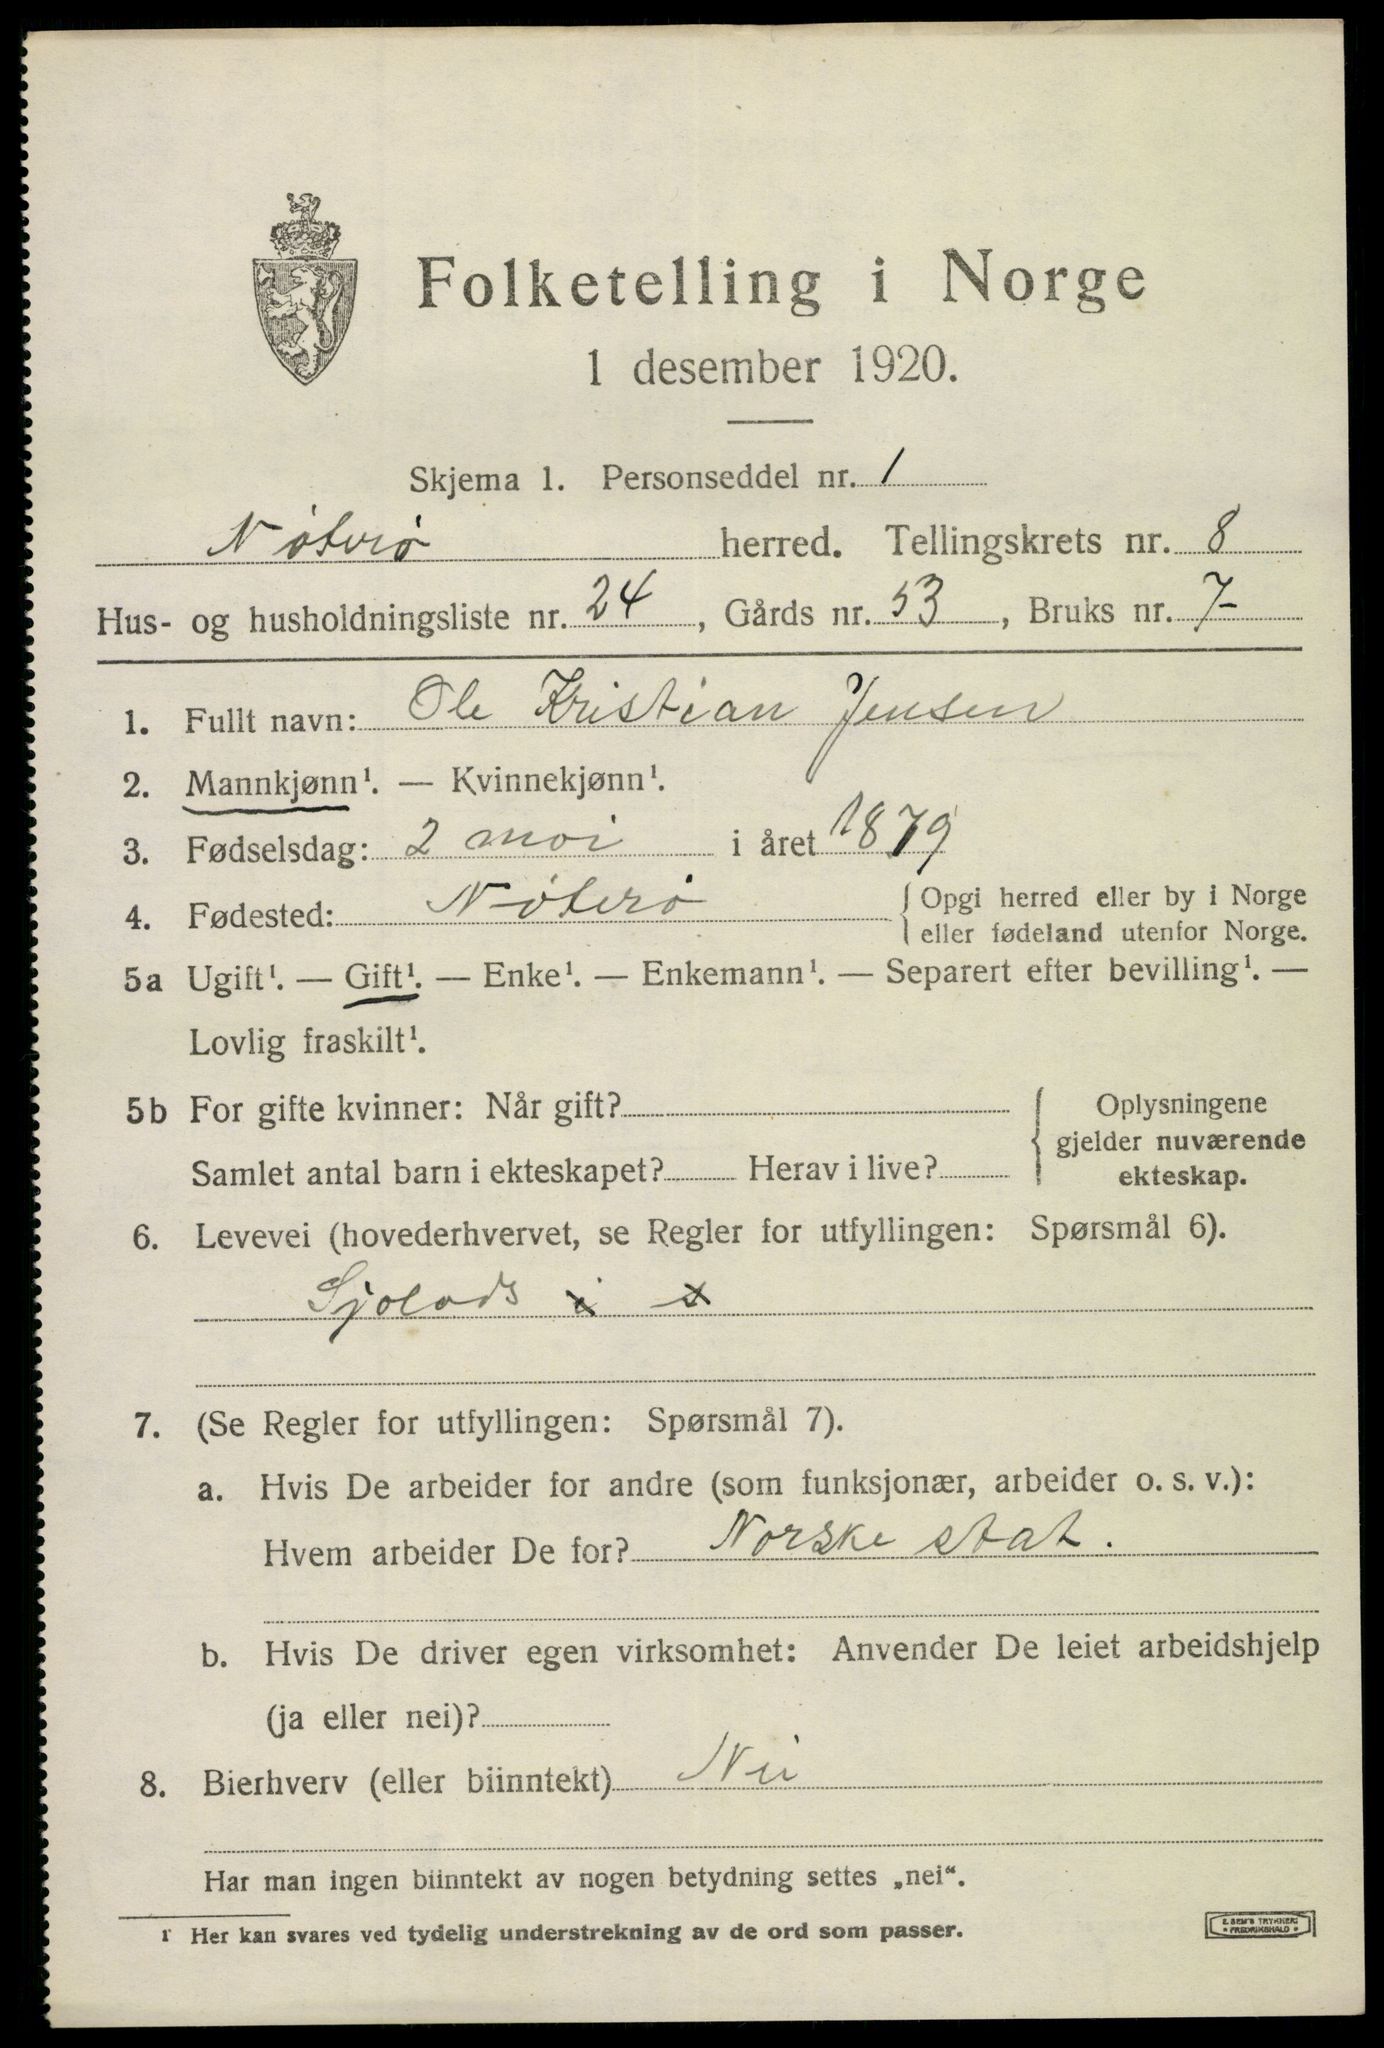 Folketelling i Norge
1 desember 1920.
Skjema 1. Personseddel nr. 1
Nøterø herred. Tellingskrets nr. 8
Hus- og husholdningsliste nr. 24, Gårds nr. 53, Bruks nr. 7-
1. Fullt navn: Ole Kristian Jensen
2. Mannkjønn¹. — Kvinnekjønn¹.
3. Fødselsdag: 2 mai i året 1879
4. Fødested: Nøterø { Opgi herred eller by i Norge
eller fødeland utenfor Norge.
5a Ugift¹. — Gift¹. — Enke¹. — Enkemann¹. — Separert efter bevilling¹. —
Lovlig fraskilt¹.
5b For gifte kvinner: Når gift? { Oplysningene
gjelder nuværende
Samlet antal barn i ekteskapet? Herav i live? ekteskap.
6. Levevei (hovederhvervet, se Regler for utfyllingen: Spørsmål 6).
7. (Se Regler for utfyllingen: Spørsmål 7).
a. Hvis De arbeider for andre (som funksjonær, arbeider o. s. v.):
Hvem arbeider De for? Norske stat.
b. Hvis De driver egen virksomhet: Anvender De leiet arbeidshjelp
(ja eller nei)?
8. Bierhverv (eller biinntekt) Nei
Har man ingen biinntekt av nogen betydning settes „nei“.
¹ Her kan svares ved tydelig understrekning av de ord som passer.
E. SEM'S TRYKKERI
* FREDRIKSHALD *